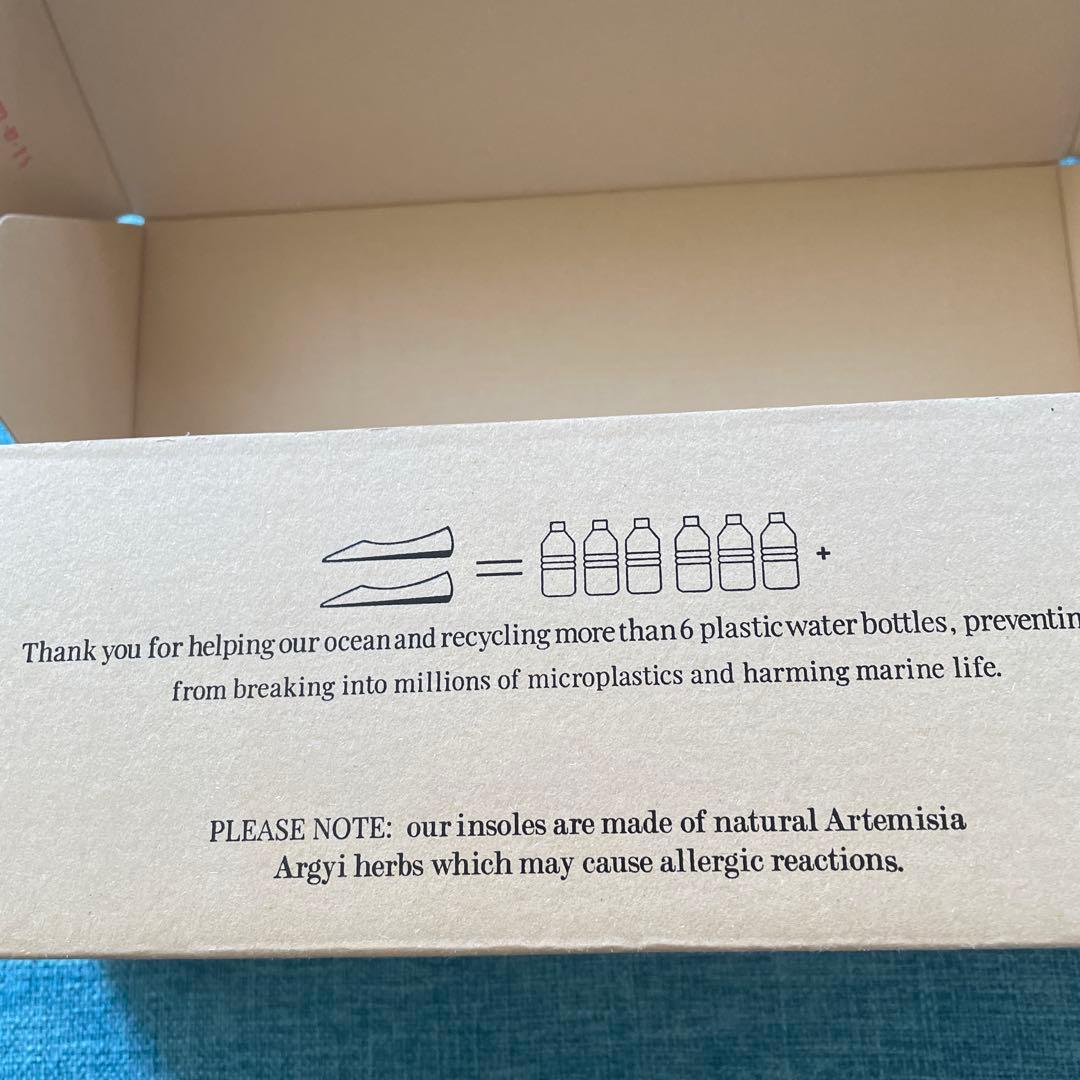 +
Thank you for helping our ocean and recycling more than 6 plastic water bottles, preventin
from breaking into millions of microplastics and harming marine life.
PLEASE NOTE: our insoles are made of natural Artemisia
Argyi herbs which may cause allergic reactions.